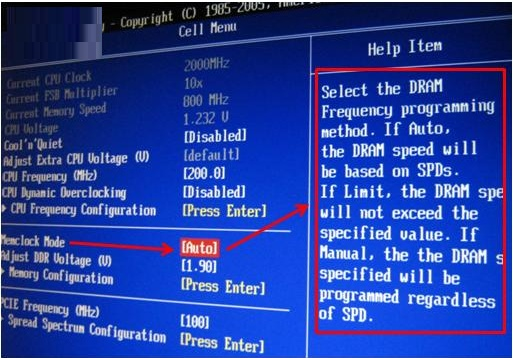 - Copyright (C) 1985-2005,
Cell Menu
Current CPU Clock 2000MHz
Current FSB Multiplier 10x
Current Memory Speed 800 MHz
CPU Voltage 1.232 V
Cool'n'Quiet [Disabled]
Adjust Extra CPU Voltage (V) [default]
CPU Frequency (MHz) [200.0]
CPU Dynamic Overclocking [Disabled]
▸ CPU Frequency Configuration [Press Enter]
Memclock Mode [Auto]
Adjust DDR Voltage (V) [1.90]
▸ Memory Configuration [Press Enter]
PCIE Frequency (MHz) [100]
▸ Spread Spectrum Configuration [Press Enter]
Help Item
Select the DRAM
Frequency programming
method. If Auto,
the DRAM speed will
be based on SPDs.
If Limit, the DRAM spe
will not exceed the
specified value. If
Manual, the the DRAM s
specified will be
programmed regardless
of SPD.